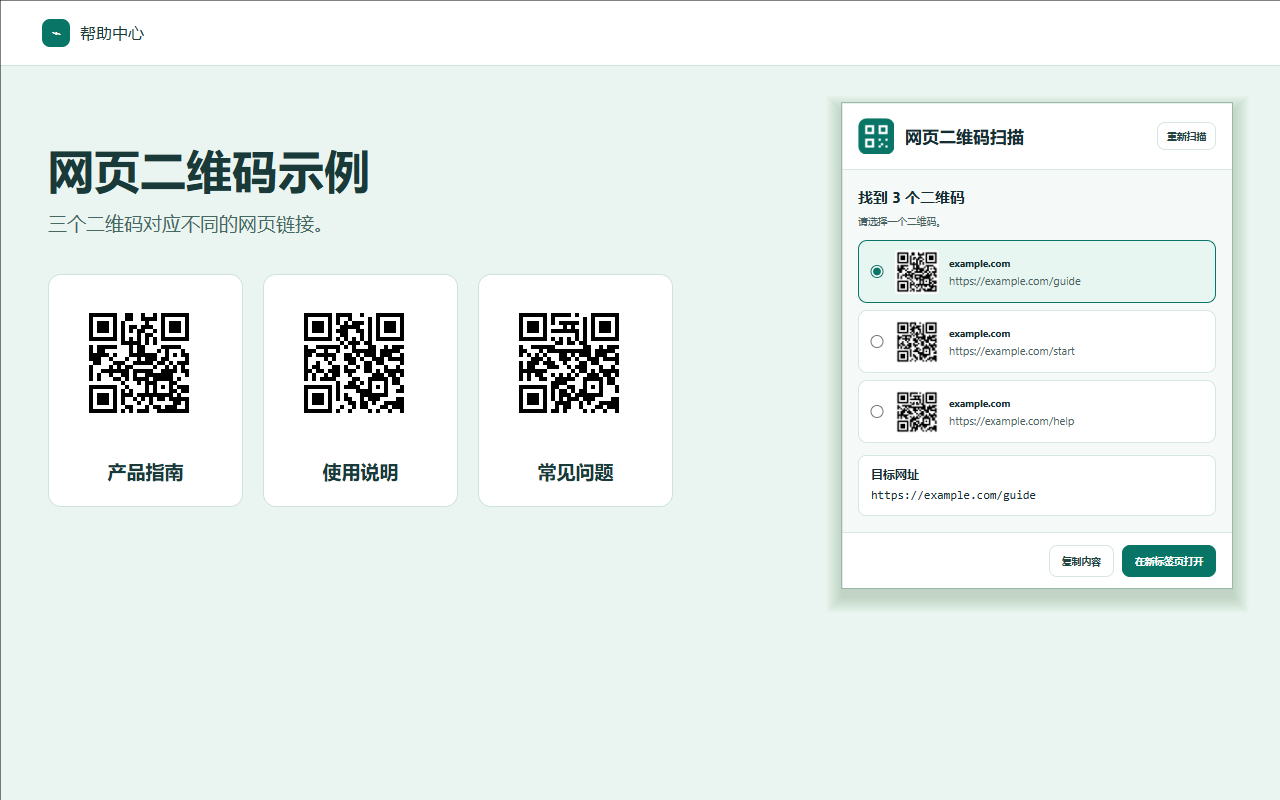 帮助中心
网页二维码示例
三个二维码对应不同的网页链接。
产品指南
使用说明
常见问题
网页二维码扫描
重新扫描
找到 3 个二维码
请选择一个二维码。
example.com
https://example.com/guide
example.com
https://example.com/start
example.com
https://example.com/help
目标网址
https://example.com/guide
复制内容
在新标签页打开